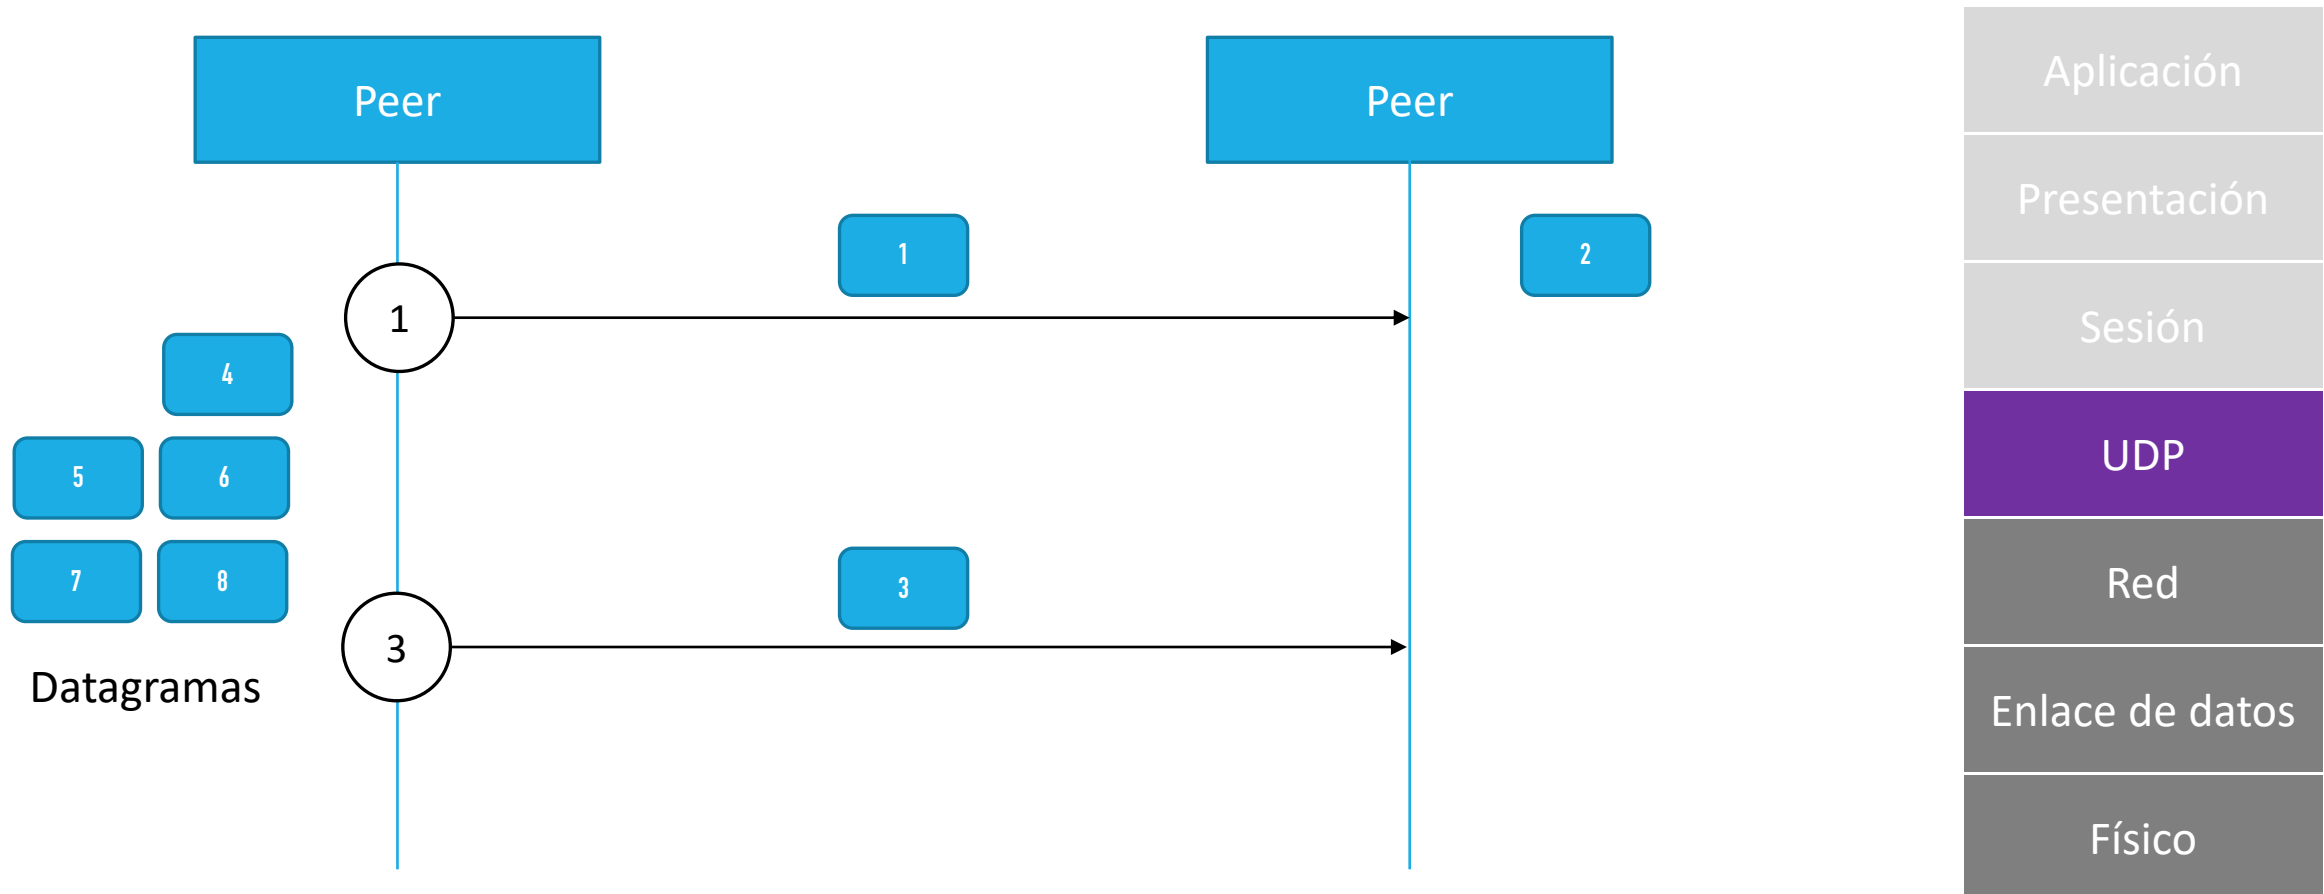 Peer
Peer
1
2
1
4
5
6
7
8
3
3
Datagramas
Aplicación
Presentación
Sesión
UDP
Red
Enlace de datos
Físico